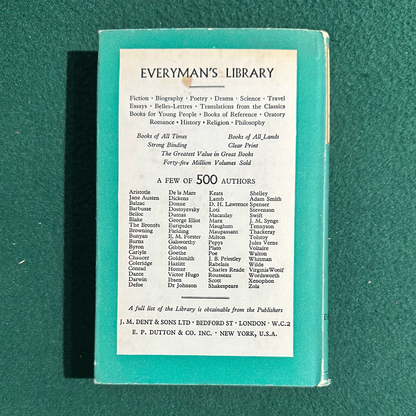 EVERYMAN'S LIBRARY
Fiction · Biography · Poetry · Drama · Science · Travel
Essays · Belles-Lettres · Translations from the Classics
Books for Young People · Books of Reference · Oratory
Romance · History · Religion · Philosophy
Books of All Times Books of All Lands
Strong Binding Clear Print
The Greatest Value in Great Books
Forty-five Million Volumes Sold
A FEW OF 500 AUTHORS
Aristotle De la Mare Keats Shelley
Jane Austen Dickens Lamb Adam Smith
Balzac Donne D. H. Lawrence Spenser
Barbusse Dostoyevsky Loti Stevenson
Belloc Dumas Macaulay Swift
Blake George Eliot Marx J. M. Synge
The Brontës Euripides Maugham Tennyson
Browning Fielding Maupassant Thackeray
Bunyan E. M. Forster Milton Tolstoy
Burns Galsworthy Pepys Jules Verne
Byron Gibbon Plato Voltaire
Carlyle Goethe Poe Walton
Chaucer Goldsmith J. B. Priestley Whitman
Coleridge Hazlitt Rabelais Wilde
Conrad Homer Charles Reade Virginia Woolf
Dante Victor Hugo Rousseau Wordsworth
Darwin Ibsen Scott Xenophon
Defoe Dr Johnson Shakespeare Zola
A full list of the Library is obtainable from the Publishers
J. M. DENT & SONS LTD · BEDFORD ST · LONDON · W.C.2
E. P. DUTTON & CO. INC. · NEW YORK, U.S.A.